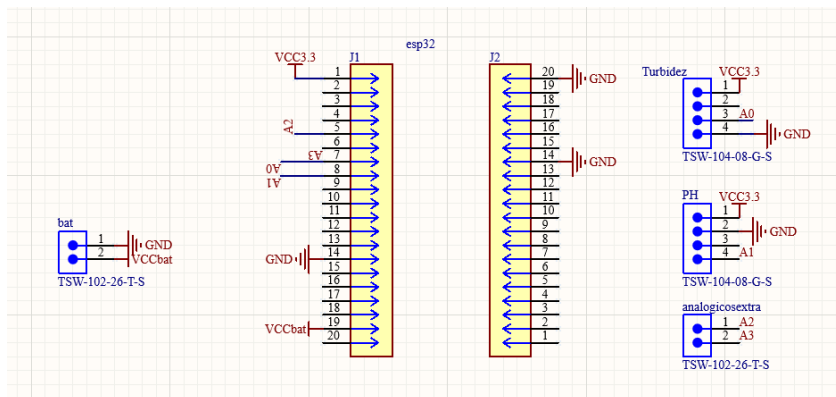 esp32
J1
VCC3.3
1
2
3
4
A2
5
6
A3
7
A0
8
A1
9
10
11
12
13
GND
14
15
16
17
18
VCCbat
19
20
J2
20
GND
19
18
17
16
15
14
GND
13
12
11
10
9
8
7
6
5
4
3
2
1
bat
1
GND
2
VCCbat
TSW-102-26-T-S
Turbidez
VCC3.3
1
2
3
A0
4
GND
TSW-104-08-G-S
PH
VCC3.3
1
2
GND
3
4
A1
TSW-104-08-G-S
analogicosextra
1
A2
2
A3
TSW-102-26-T-S